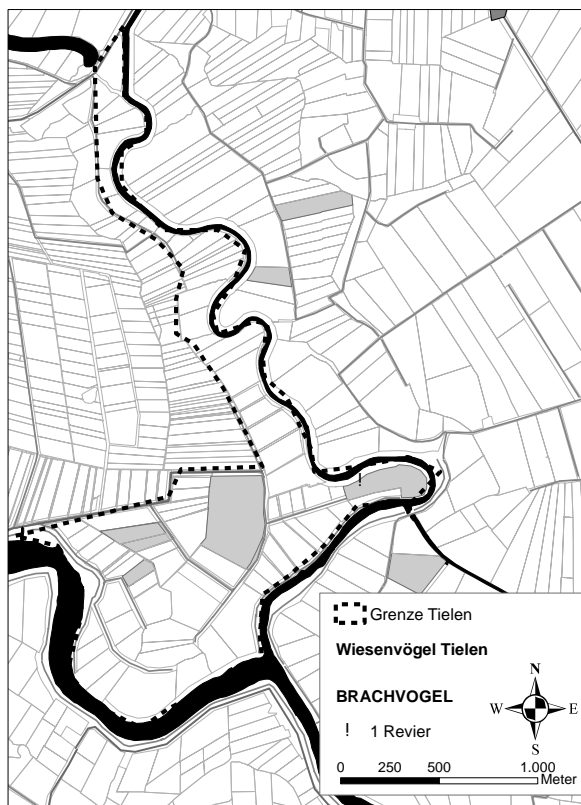 !
Grenze Tielen
Wiesenvögel Tielen
BRACHVOGEL
! 1 Revier
N
W E
S
0 250 500 1.000
Meter